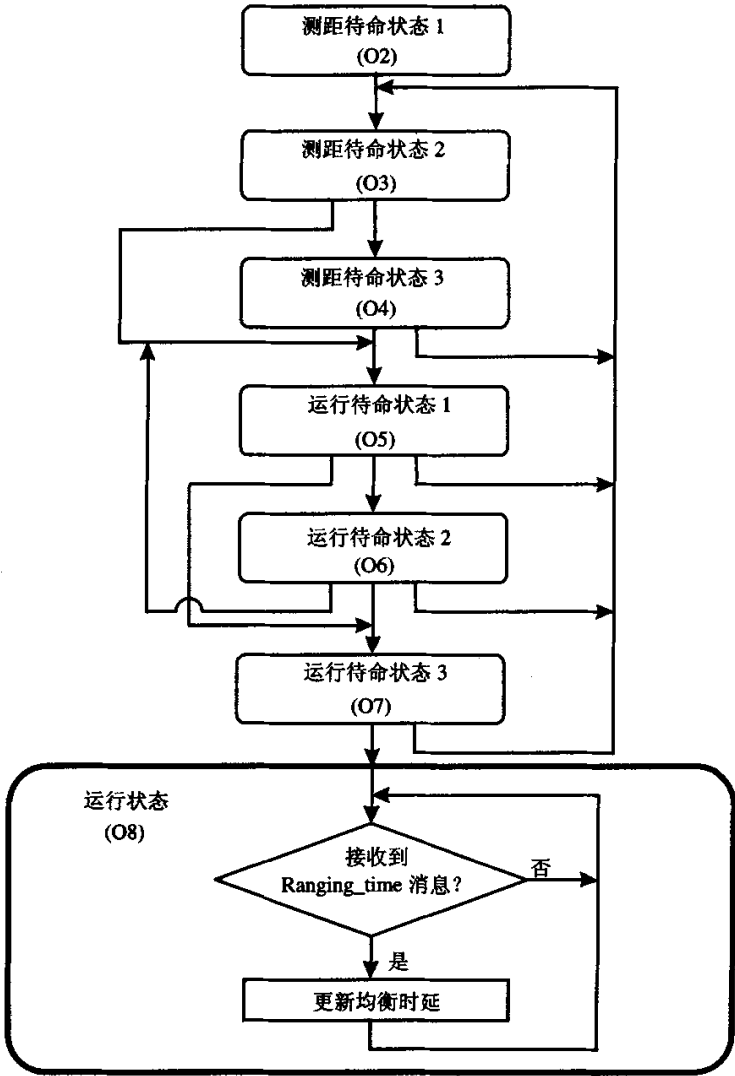 测距待命状态 1
(O2)
测距待命状态 2
(O3)
测距待命状态 3
(O4)
运行待命状态 1
(O5)
运行待命状态 2
(O6)
运行待命状态 3
(O7)
运行状态
(O8)
接收到
Ranging_time 消息？
否
是
更新均衡时延